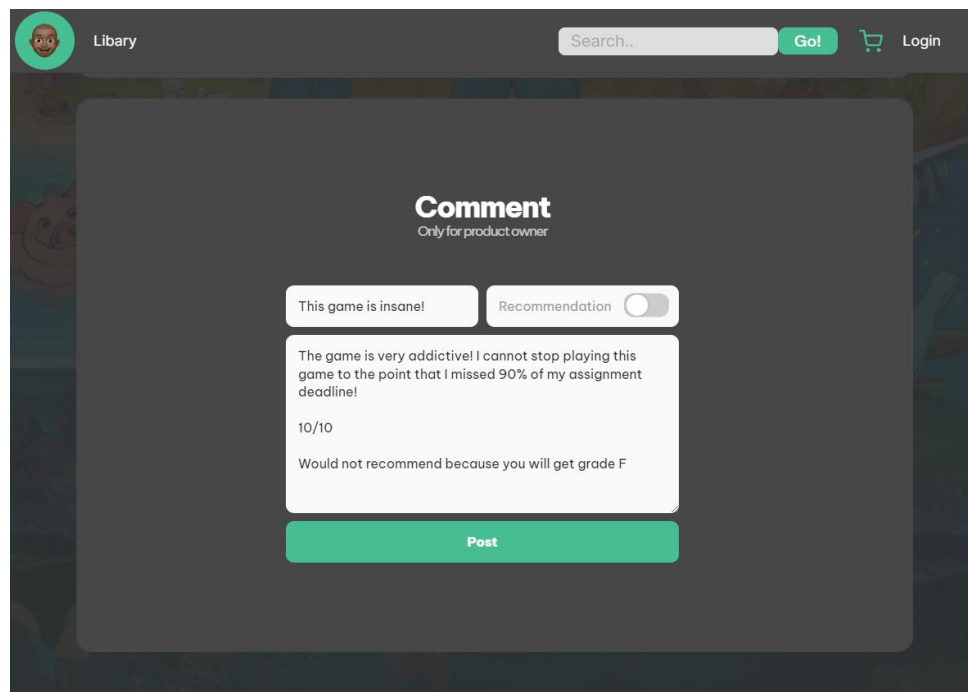 Libary
Search..
Go!
Login
Comment
Only for product owner
This game is insane!
Recommendation
The game is very addictive! I cannot stop playing this
game to the point that I missed 90% of my assignment
deadline!
10/10
Would not recommend because you will get grade F
Post